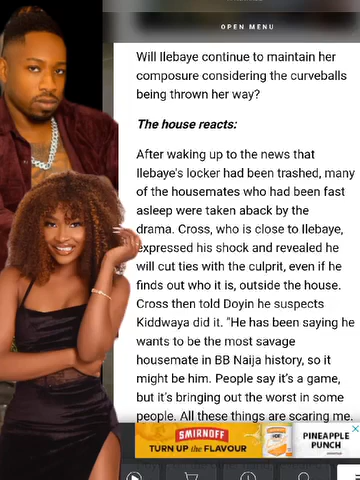 OPEN MENU
Will Ilebaye continue to maintain her
composure considering the curveballs
being thrown her way?
The house reacts:
After waking up to the news that
Ilebaye's locker had been trashed, many
of the housemates who had been fast
asleep were taken aback by the
drama. Cross, who is close to Ilebaye,
expressed his shock and revealed he
will cut ties with the culprit, even if he
finds out who it is, outside the house.
Cross then told Doyin he suspects
Kiddwaya did it. "He has been saying he
wants to be the most savage
housemate in BB Naija history, so it
might be him. People say it's a game,
but it's bringing out the worst in some
people. All these things are scaring me.
SMIRNOFF
TURN UP the FLAVOUR
PINEAPPLE
PUNCH